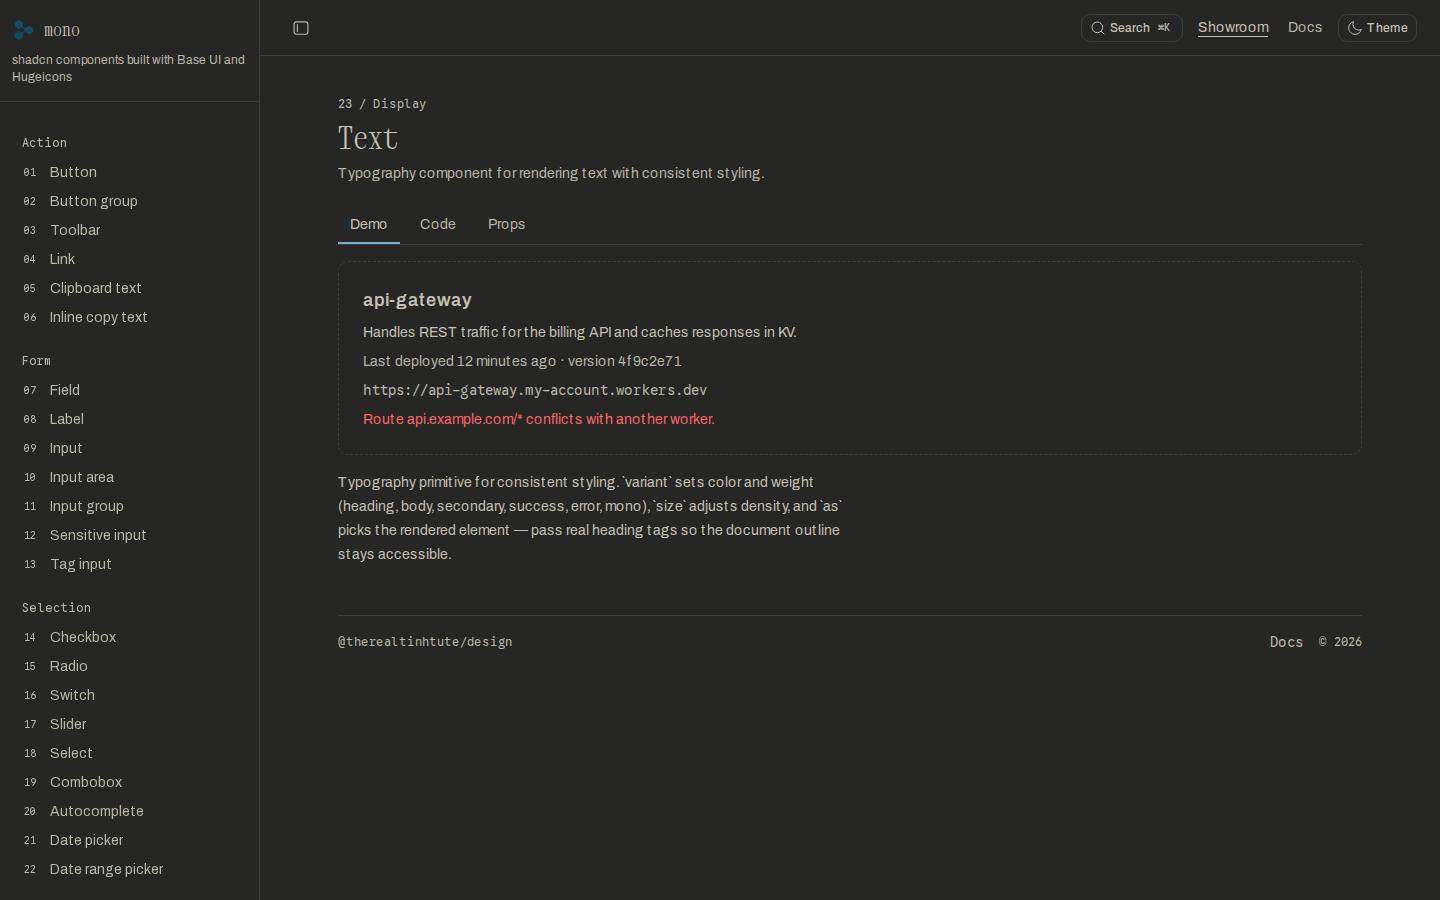 mono
shadcn components built with Base UI and
Hugeicons
Action
01 Button
02 Button group
03 Toolbar
04 Link
05 Clipboard text
06 Inline copy text
Form
07 Field
08 Label
09 Input
10 Input area
11 Input group
12 Sensitive input
13 Tag input
Selection
14 Checkbox
15 Radio
16 Switch
17 Slider
18 Select
19 Combobox
20 Autocomplete
21 Date picker
22 Date range picker
Search ⌘K Showroom Docs Theme
23 / Display
Text
Typography component for rendering text with consistent styling.
Demo Code Props
api-gateway
Handles REST traffic for the billing API and caches responses in KV.
Last deployed 12 minutes ago · version 4f9c2e71
https://api-gateway.my-account.workers.dev
Route api.example.com/* conflicts with another worker.
Typography primitive for consistent styling. `variant` sets color and weight
(heading, body, secondary, success, error, mono), `size` adjusts density, and `as`
picks the rendered element — pass real heading tags so the document outline
stays accessible.
@therealtinhtute/design
Docs © 2026